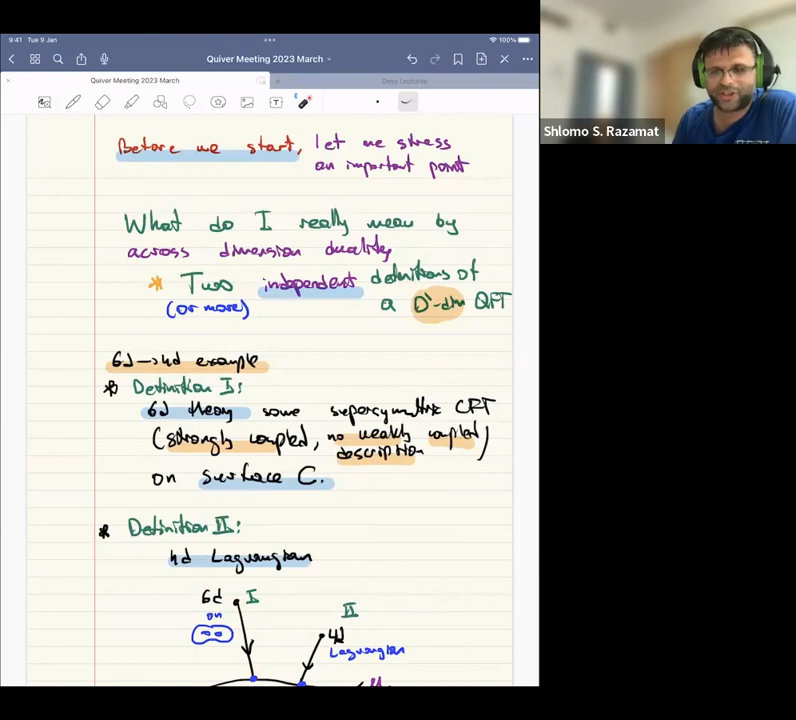 9:41 Tue 9 Jan
100%
Quiver Meeting 2023 March
Quiver Meeting 2023 March
Desy Lectures
Shlomo S. Razamat
Before we start, let me stress
an important point
What do I really mean by
across dimension duality
* Two independent definitions of
(or more) a D'-dim QFT
6d→4d example
* Definition I:
6d theory some supersymmetric CFT
(strongly coupled, no weakly coupled
description)
on surface C.
* Definition II:
4d Lagrangian
6d I
on
II
4d
Lagrangian